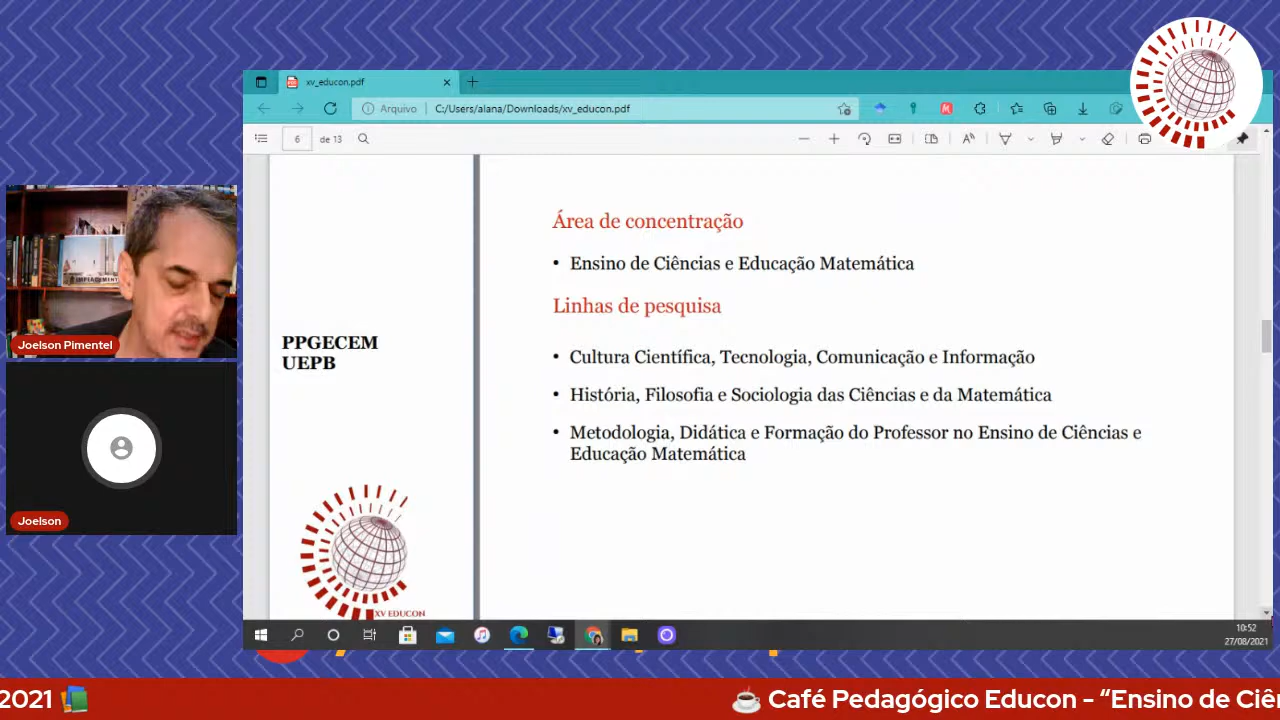 xv_educon.pdf
Arquivo
C:/Users/alana/Downloads/xv_educon.pdf
6
de 13
Área de concentração
• Ensino de Ciências e Educação Matemática
Linhas de pesquisa
• Cultura Científica, Tecnologia, Comunicação e Informação
• História, Filosofia e Sociologia das Ciências e da Matemática
• Metodologia, Didática e Formação do Professor no Ensino de Ciências e
Educação Matemática
PPGECEM
UEPB
XV EDUCON
Joelson Pimentel
Joelson
10:52
27/08/2021
2021
☕ Café Pedagógico Educon - “Ensino de Ciên